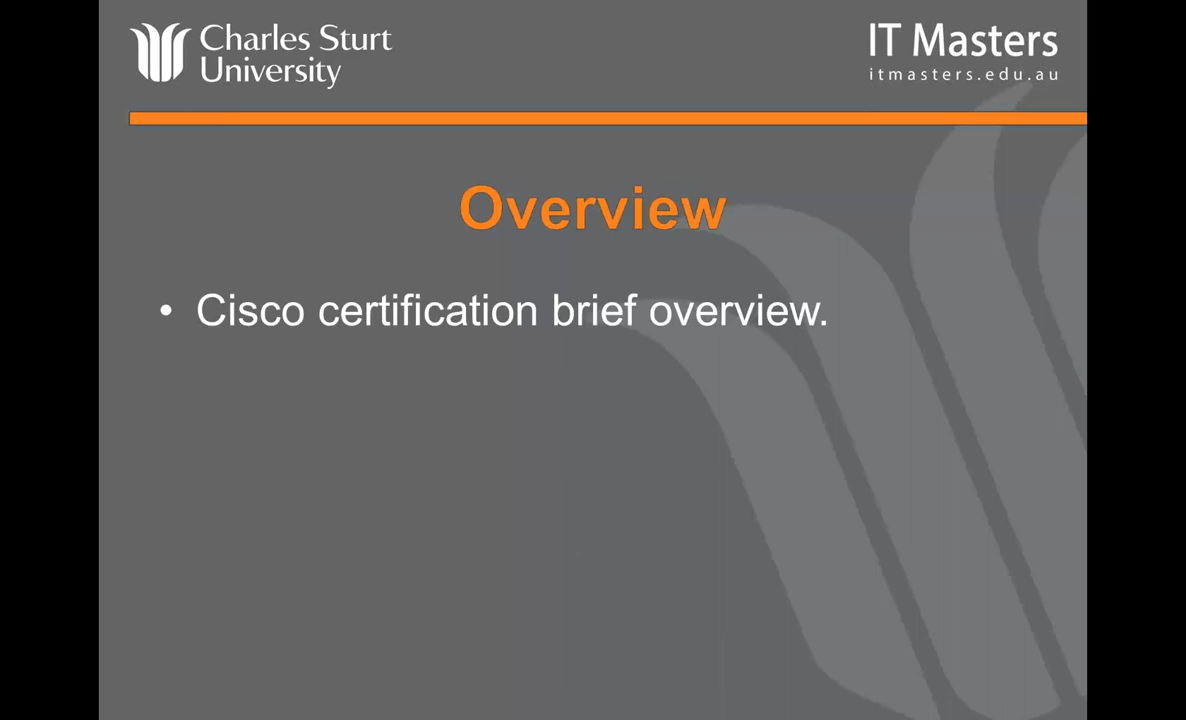 Charles Sturt
University
IT Masters
itmasters.edu.au
Overview
• Cisco certification brief overview.